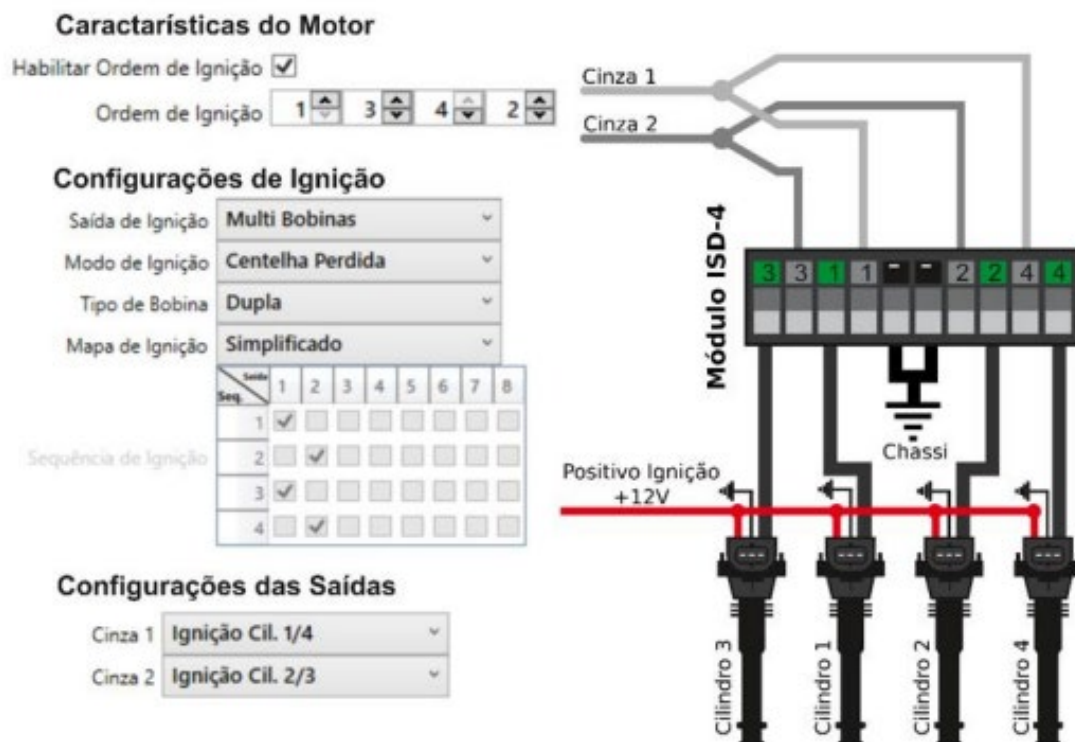 Caractarísticas do Motor
Habilitar Ordem de Ignição
Ordem de Ignição 1 3 4 2
Configurações de Ignição
Saída de Ignição Multi Bobinas
Modo de Ignição Centelha Perdida
Tipo de Bobina Dupla
Mapa de Ignição Simplificado
Saída
Seq. 1 2 3 4 5 6 7 8
1
Sequência de Ignição 2
3
4
Configurações das Saídas
Cinza 1 Ignição Cil. 1/4
Cinza 2 Ignição Cil. 2/3
Cinza 1
Cinza 2
Módulo ISD-4
3 3 1 1 - - 2 2 4 4
Chassi
Positivo Ignição
+12V
Cilindro 3
Cilindro 1
Cilindro 2
Cilindro 4